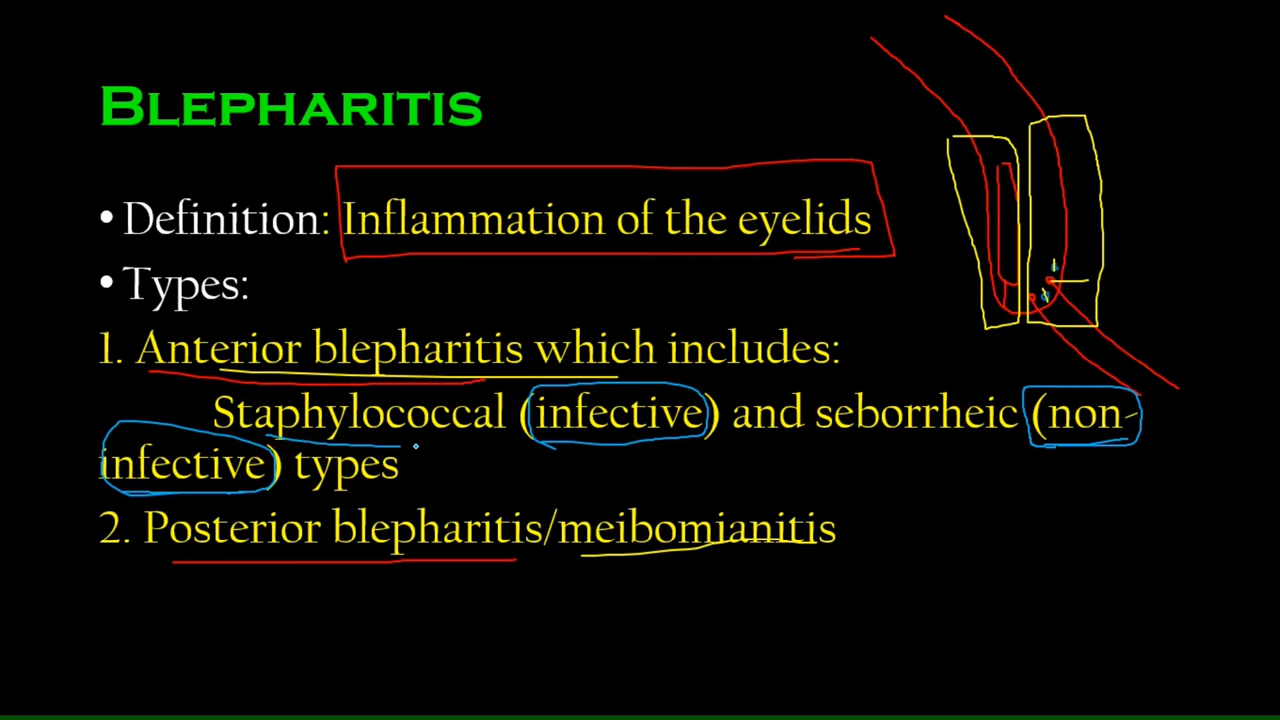 BLEPHARITIS
• Definition: Inflammation of the eyelids
• Types:
1. Anterior blepharitis which includes:
Staphylococcal (infective) and seborrheic (non-
infective) types
2. Posterior blepharitis/meibomianitis